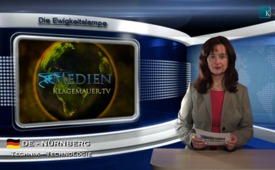 Die Ewigkeitslampe
MEDIEN
KLAGEMAUER.TV
DE - NÜRNBERG
TECHNIK - TECHNOLOGIE
K